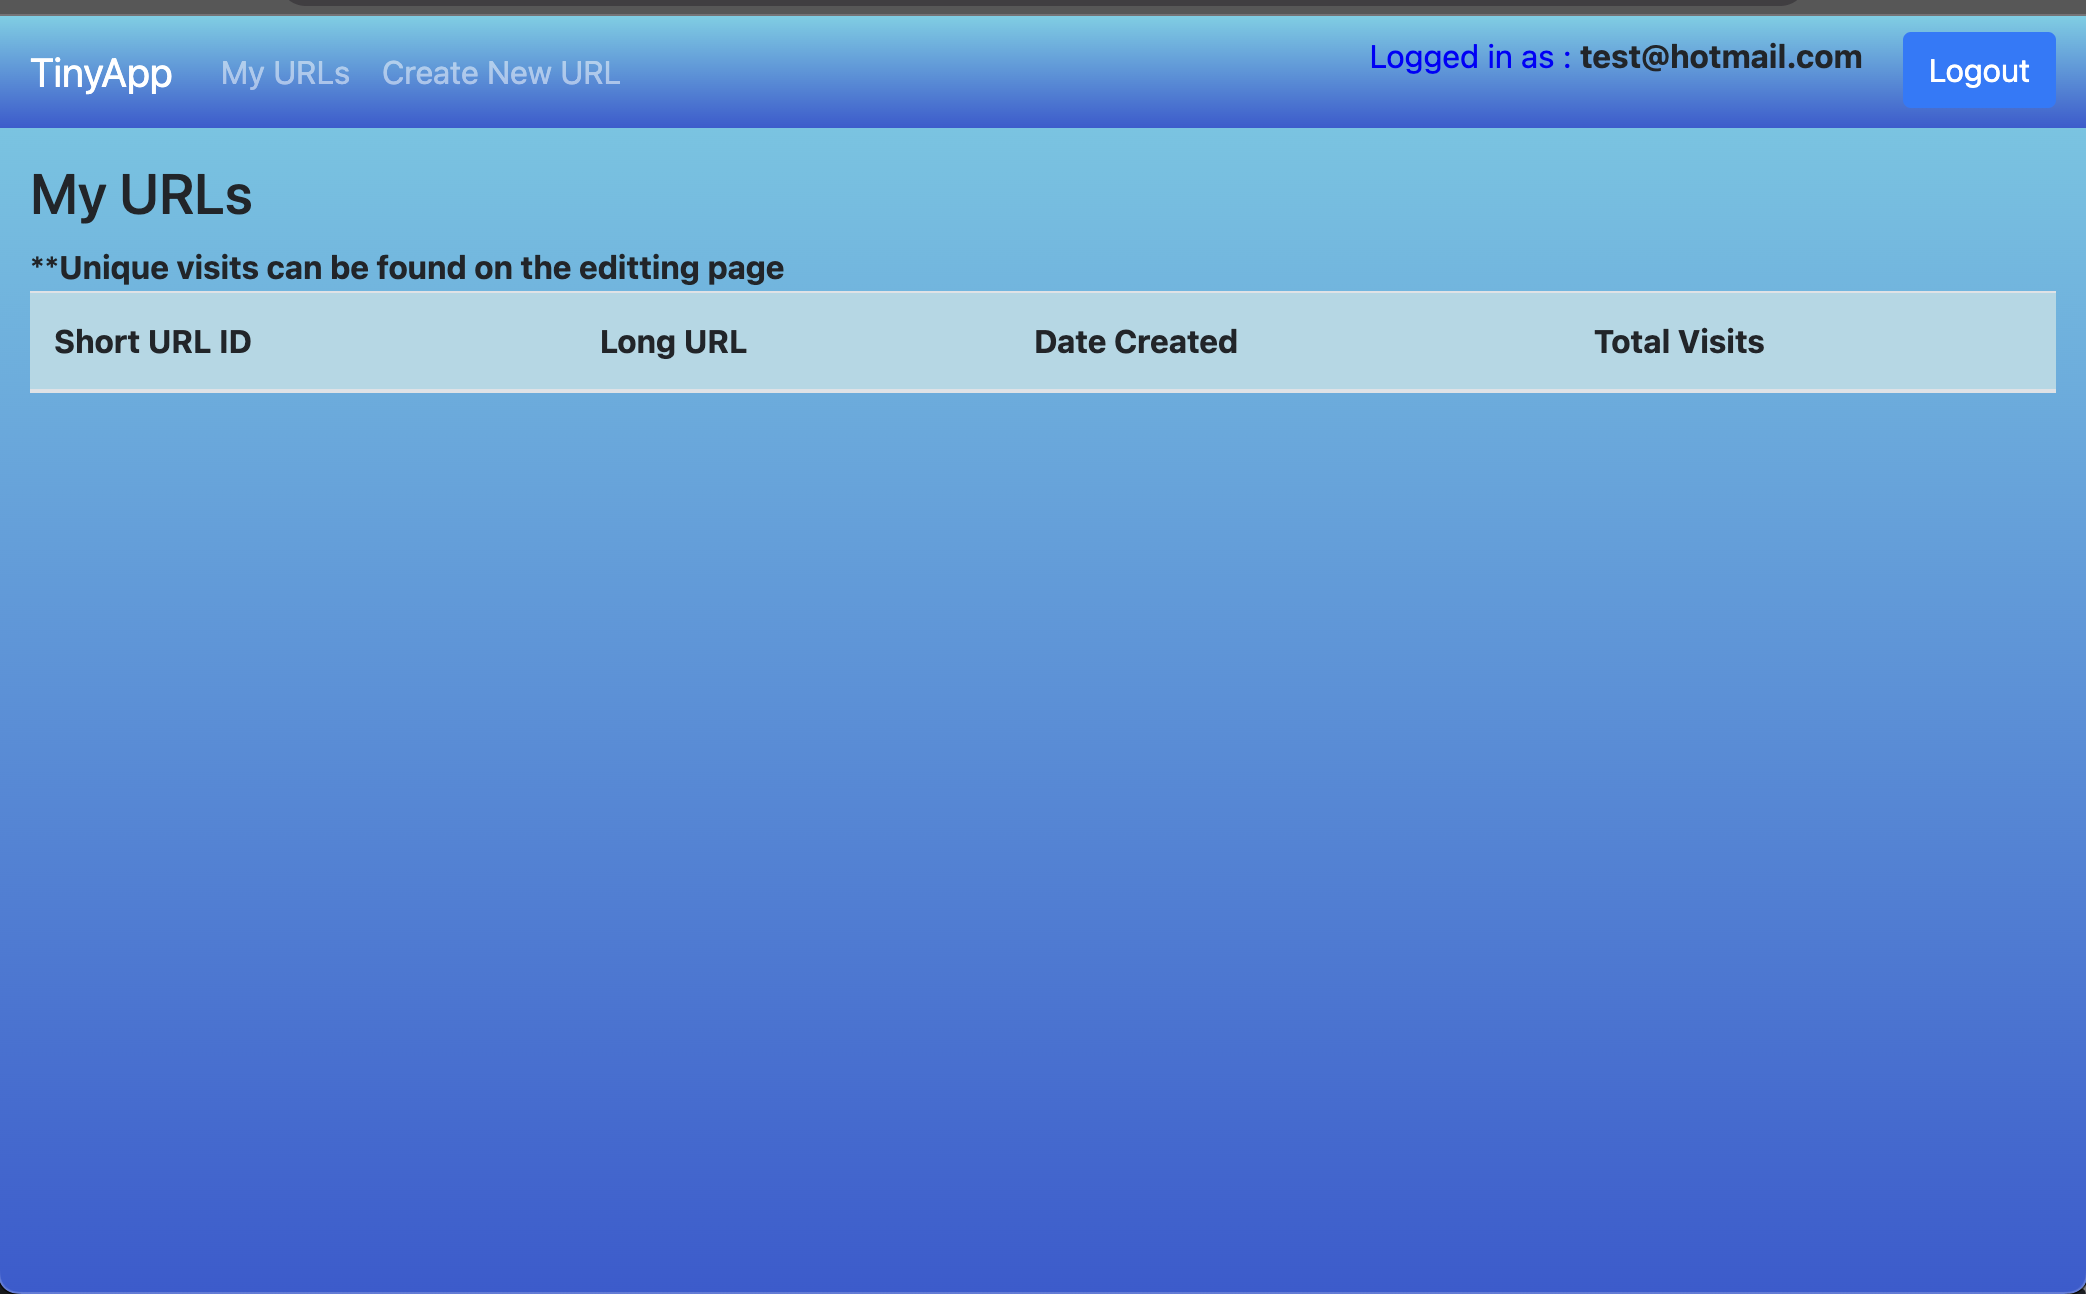 TinyApp My URLs Create New URL Logged in as : test@hotmail.com Logout
My URLs
**Unique visits can be found on the editting page
Short URL ID Long URL Date Created Total Visits